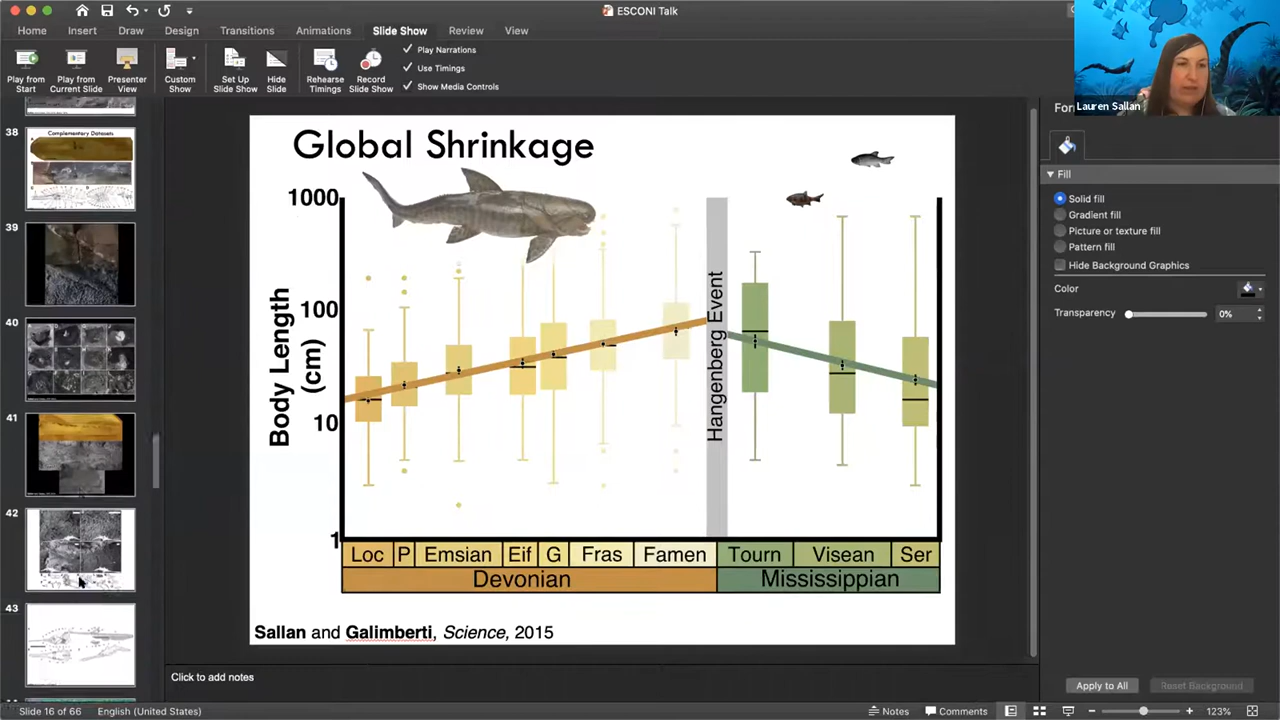 ESCONI Talk
Home Insert Draw Design Transitions Animations Slide Show Review View
Play from Start
Play from Current Slide
Presenter View
Custom Show
Set Up Slide Show
Hide Slide
Rehearse Timings
Record Slide Show
Play Narrations
Use Timings
Show Media Controls
Lauren Sallan
38
Complementary Datasets
39
40
41
42
43
Global Shrinkage
1000
100
10
1
Body Length
(cm)
Hangenberg Event
Loc P Emsian Eif G Fras Famen Tourn Visean Ser
Devonian Mississippian
Sallan and Galimberti, Science, 2015
Click to add notes
Fill
Solid fill
Gradient fill
Picture or texture fill
Pattern fill
Hide Background Graphics
Color
Transparency 0%
Apply to All Reset Background
Slide 16 of 66 English (United States) Notes Comments 123%